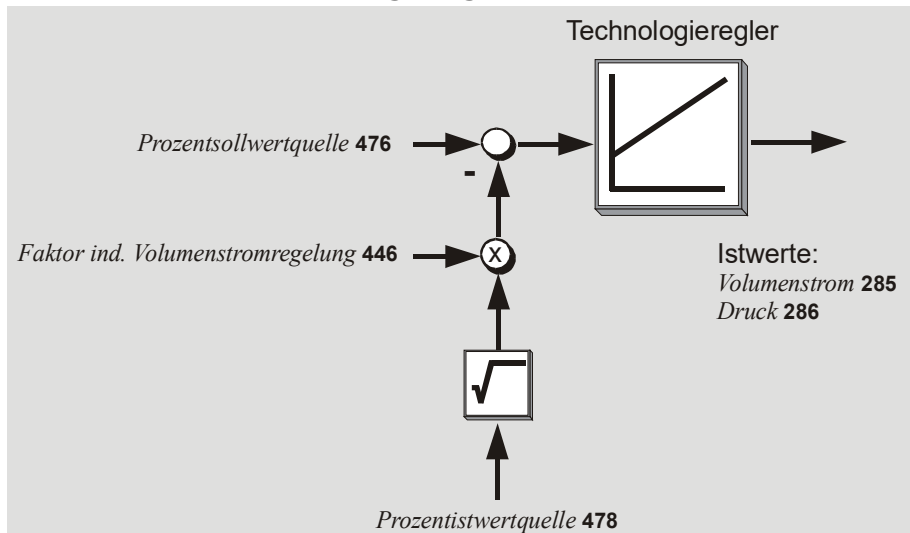 Technologieregler
Prozentsollwertquelle 476
-
Faktor ind. Volumenstromregelung 446
X
Istwerte:
Volumenstrom 285
Druck 286
√
Prozentistwertquelle 478